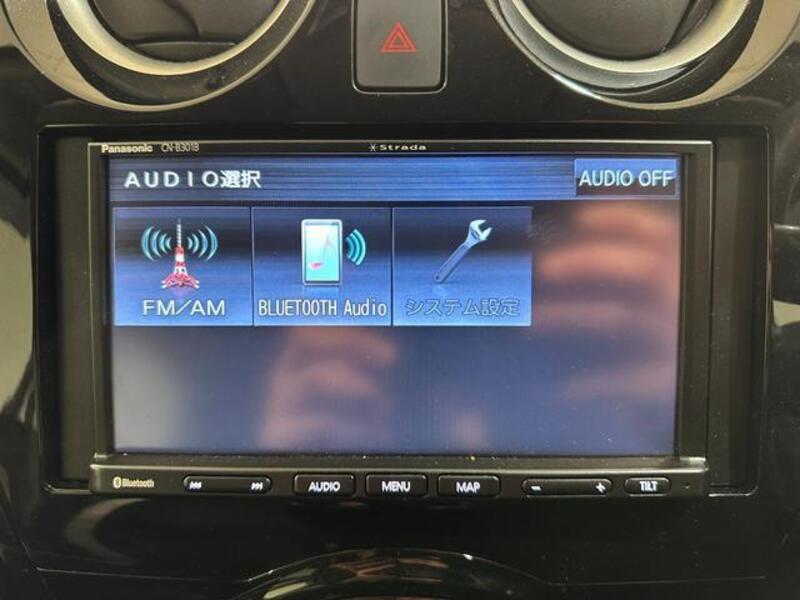 Panasonic CN-B301B
Strada
AUDIO選択
AUDIO OFF
FM/AM
BLUETOOTH Audio
システム設定
Bluetooth
AUDIO
MENU
MAP
- +
TILT